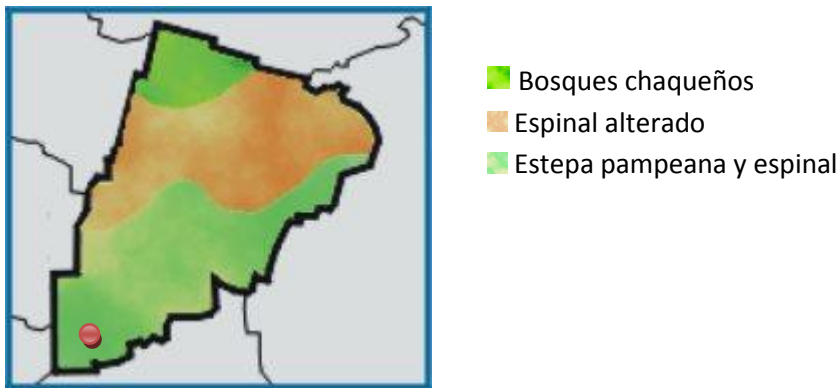 Bosques chaqueños
Espinal alterado
Estepa pampeana y espinal